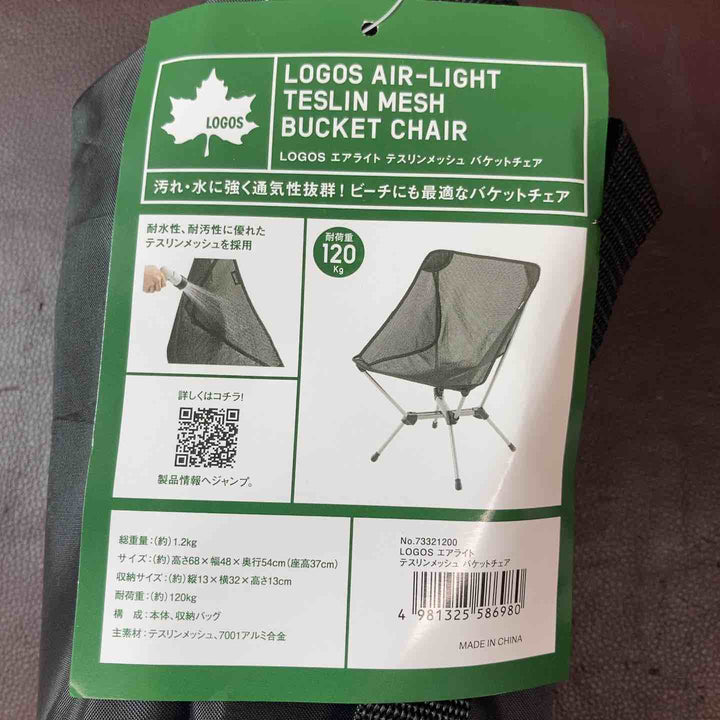 LOGOS
LOGOS AIR-LIGHT
TESLIN MESH
BUCKET CHAIR
LOGOS エアライト テスリンメッシュ バケットチェア
汚れ・水に強く通気性抜群！ビーチにも最適なバケットチェア
耐水性、耐汚性に優れた
テスリンメッシュを採用
耐荷重
120
Kg
詳しくはコチラ!
製品情報へジャンプ。
総重量：(約)1.2kg
サイズ：(約)高さ68×幅48×奥行54cm(座高37cm)
収納サイズ：(約)縦13×横32×高さ13cm
耐荷重：(約)120kg
構　成：本体、収納バッグ
主素材：テスリンメッシュ、7001アルミ合金
No.73321200
LOGOS エアライト
テスリンメッシュ バケットチェア
4 981325 586980
MADE IN CHINA